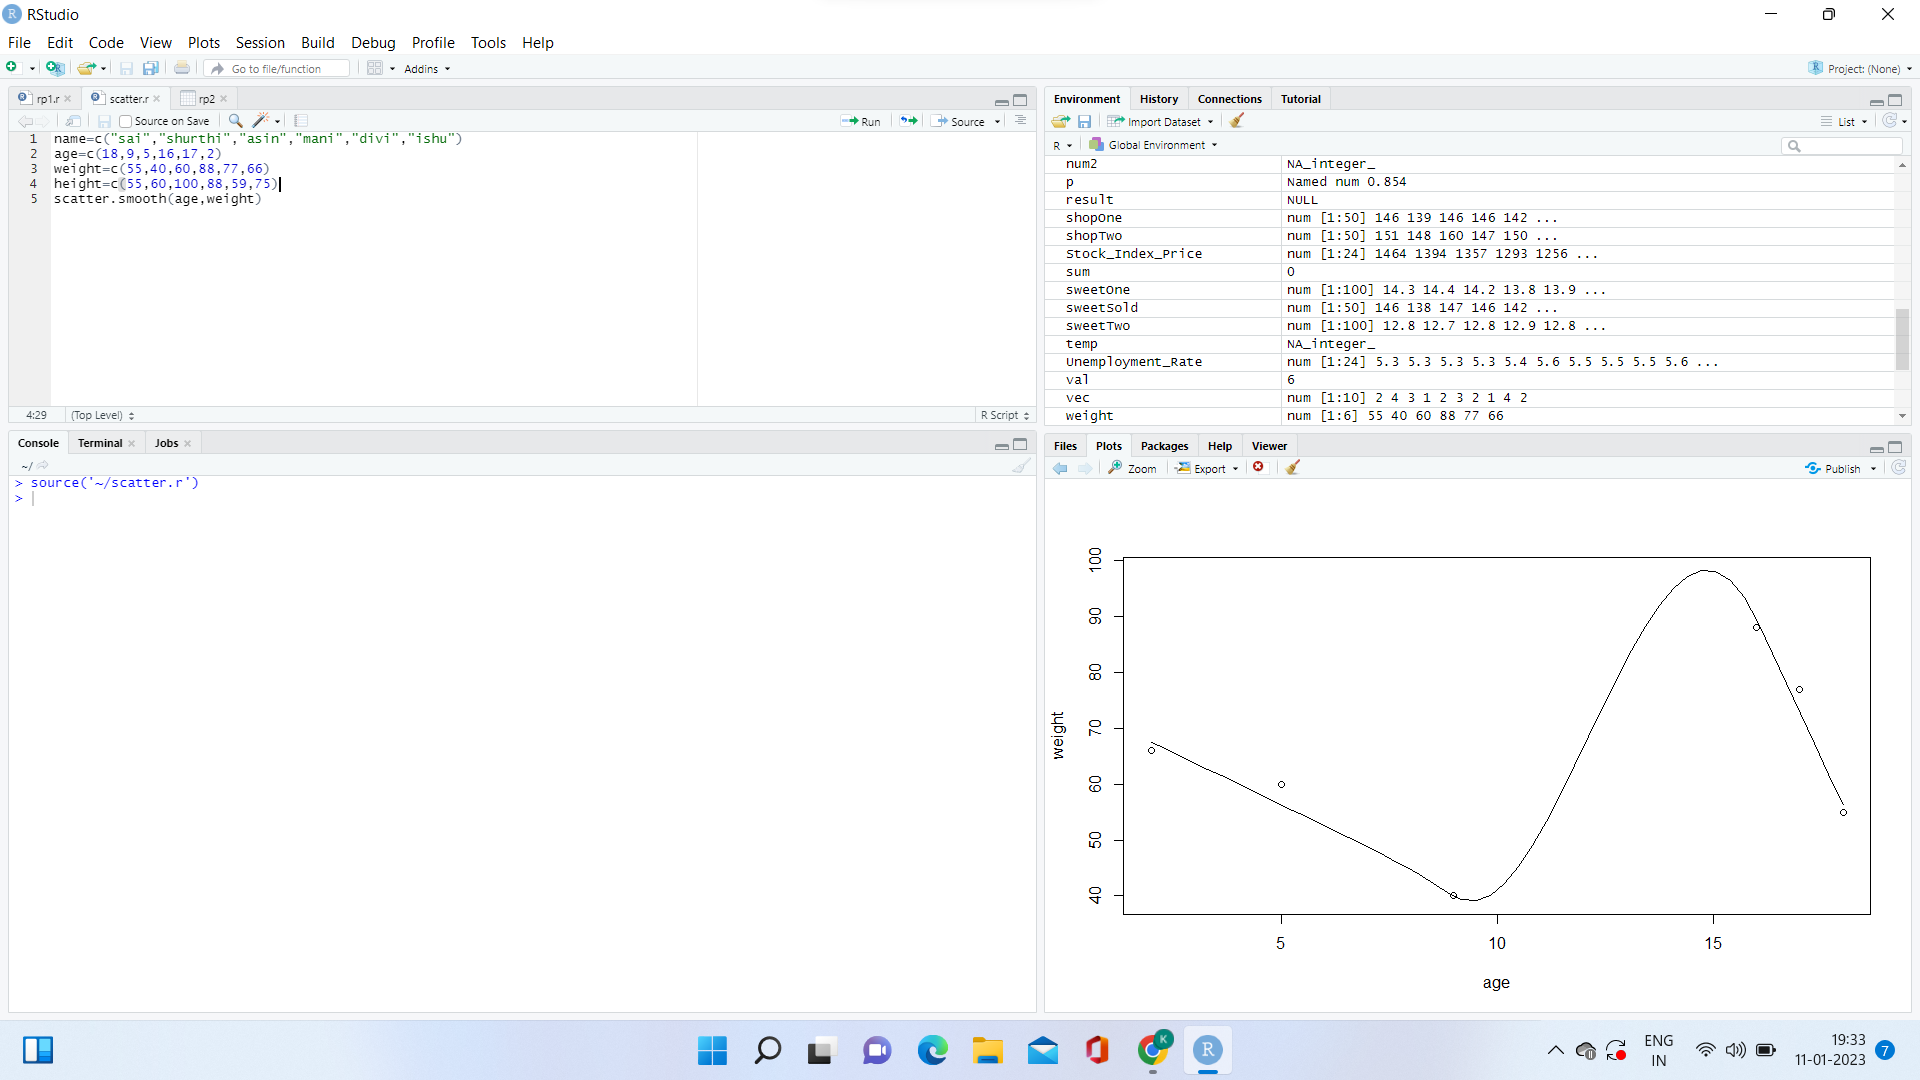 RStudio
File Edit Code View Plots Session Build Debug Profile Tools Help
Go to file/function Addins Project: (None)
rp1.r scatter.r rp2
Source on Save Run Source
1 name=c("sai","shurthi","asin","mani","divi","ishu")
2 age=c(18,9,5,16,17,2)
3 weight=c(55,40,60,88,77,66)
4 height=c(55,60,100,88,59,75)
5 scatter.smooth(age,weight)
4:29 (Top Level) R Script
Console Terminal Jobs
~/
> source('~/scatter.r')
>
Environment History Connections Tutorial
Import Dataset List
R Global Environment
num2 NA_integer_
p Named num 0.854
result NULL
shopOne num [1:50] 146 139 146 146 142 ...
shopTwo num [1:50] 151 148 160 147 150 ...
Stock_Index_Price num [1:24] 1464 1394 1357 1293 1256 ...
sum 0
sweetOne num [1:100] 14.3 14.4 14.2 13.8 13.9 ...
sweetSold num [1:50] 146 138 147 146 142 ...
sweetTwo num [1:100] 12.8 12.7 12.8 12.9 12.8 ...
temp NA_integer_
Unemployment_Rate num [1:24] 5.3 5.3 5.3 5.3 5.4 5.6 5.5 5.5 5.5 5.6 ...
val 6
vec num [1:10] 2 4 3 1 2 3 2 1 4 2
weight num [1:6] 55 40 60 88 77 66
Files Plots Packages Help Viewer
Zoom Export Publish
100
90
80
70
60
50
40
weight
5 10 15
age
K
R
ENG
IN
19:33
11-01-2023
7